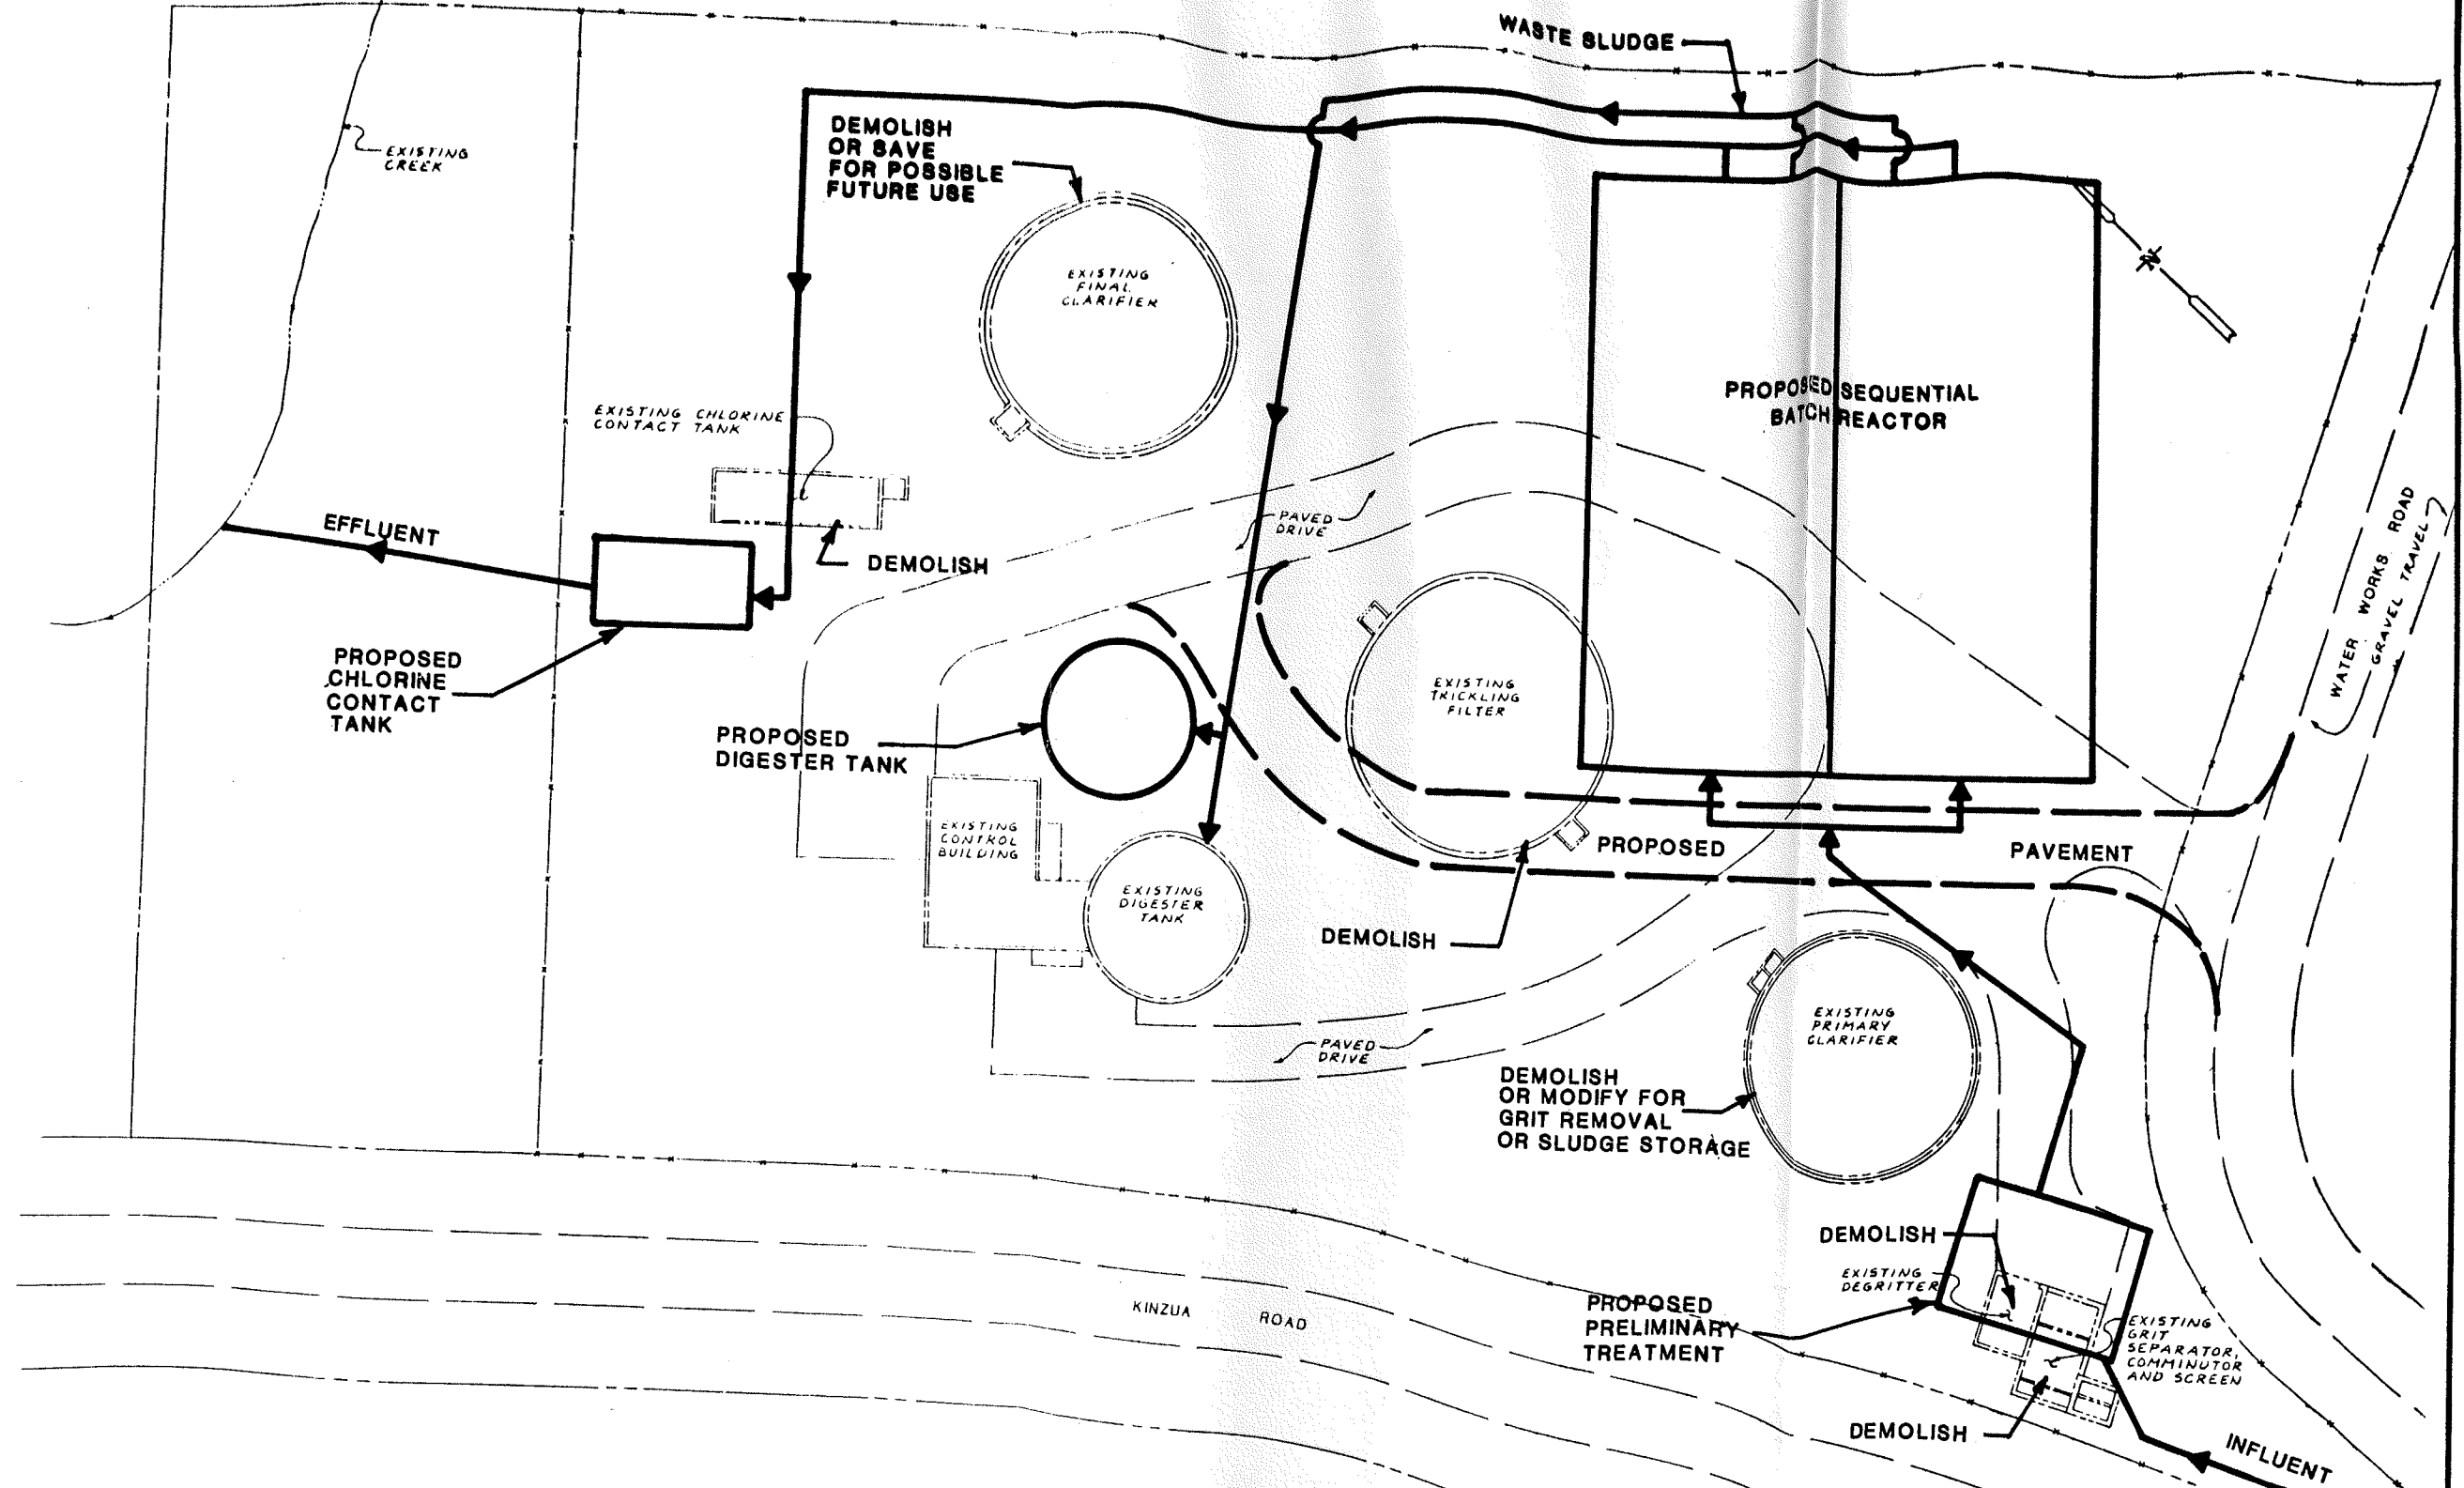 WASTE SLUDGE
DEMOLISH
OR SAVE
FOR POSSIBLE
FUTURE USE
EXISTING
CREEK
EXISTING
FINAL
CLARIFIER
N
PROPOSED SEQUENTIAL
BATCH REACTOR
EXISTING CHLORINE
CONTACT TANK
EFFLUENT
DEMOLISH
PAVED
DRIVE
WATER WORKS ROAD
GRAVEL TRAVEL
PROPOSED
CHLORINE
CONTACT
TANK
EXISTING
TRICKLING
FILTER
PROPOSED
DIGESTER TANK
EXISTING
CONTROL
BUILDING
PROPOSED
PAVEMENT
EXISTING
DIGESTER
TANK
DEMOLISH
EXISTING
PRIMARY
CLARIFIER
PAVED
DRIVE
DEMOLISH
OR MODIFY FOR
GRIT REMOVAL
OR SLUDGE STORAGE
DEMOLISH
EXISTING
DEGRITTER
KINZUA ROAD
PROPOSED
PRELIMINARY
TREATMENT
EXISTING
GRIT
SEPARATOR,
COMMINUTOR
AND SCREEN
DEMOLISH
INFLUENT